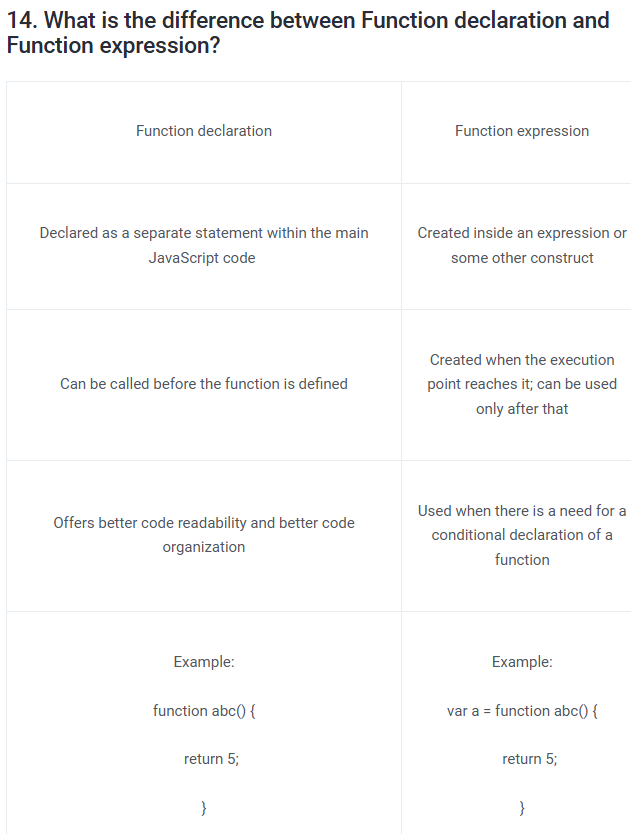 14. What is the difference between Function declaration and
Function expression?
Function declaration
Function expression
Declared as a separate statement within the main
JavaScript code
Created inside an expression or
some other construct
Can be called before the function is defined
Created when the execution
point reaches it; can be used
only after that
Offers better code readability and better code
organization
Used when there is a need for a
conditional declaration of a
function
Example:
function abc() {
return 5;
}
Example:
var a = function abc() {
return 5;
}